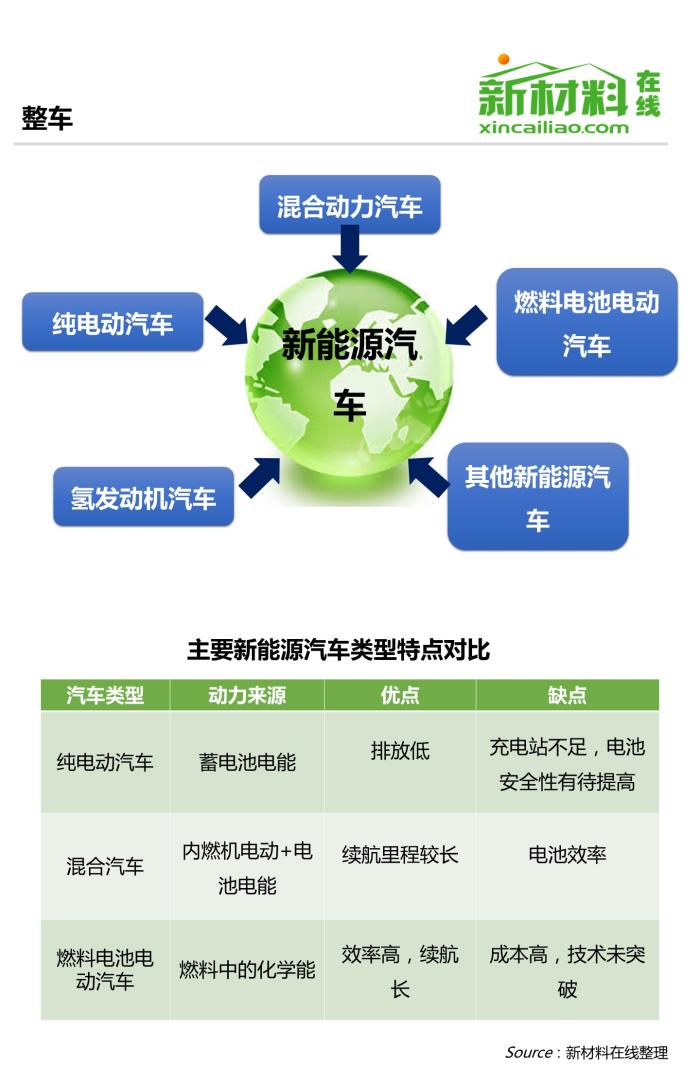 整车
新材料在线
xincailiao.com
混合动力汽车
纯电动汽车
燃料电池电动
汽车
新能源汽
车
氢发动机汽车
其他新能源汽
车
主要新能源汽车类型特点对比
汽车类型 动力来源 优点 缺点
纯电动汽车 蓄电池电能 排放低 充电站不足，电池
安全性有待提高
混合汽车 内燃机电动+电
池电能 续航里程较长 电池效率
燃料电池电
动汽车 燃料中的化学能 效率高，续航
长 成本高，技术未突
破
Source：新材料在线整理